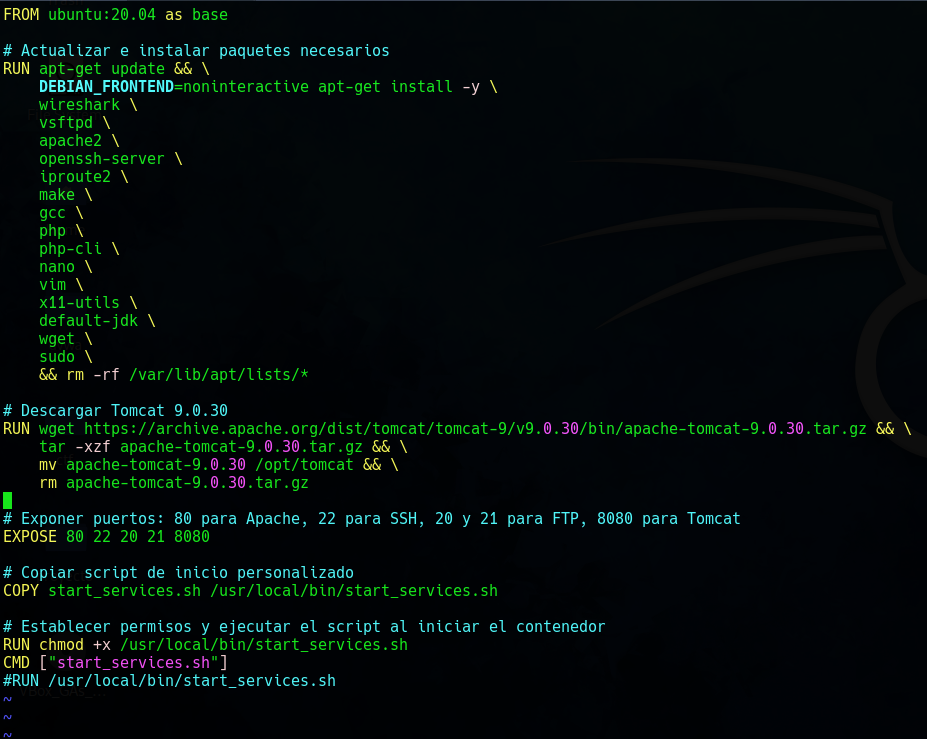 FROM ubuntu:20.04 as base
# Actualizar e instalar paquetes necesarios
RUN apt-get update && \
    DEBIAN_FRONTEND=noninteractive apt-get install -y \
    wireshark \
    vsftpd \
    apache2 \
    openssh-server \
    iproute2 \
    make \
    gcc \
    php \
    php-cli \
    nano \
    vim \
    x11-utils \
    default-jdk \
    wget \
    sudo \
    && rm -rf /var/lib/apt/lists/*
# Descargar Tomcat 9.0.30
RUN wget https://archive.apache.org/dist/tomcat/tomcat-9/v9.0.30/bin/apache-tomcat-9.0.30.tar.gz && \
    tar -xzf apache-tomcat-9.0.30.tar.gz && \
    mv apache-tomcat-9.0.30 /opt/tomcat && \
    rm apache-tomcat-9.0.30.tar.gz
# Exponer puertos: 80 para Apache, 22 para SSH, 20 y 21 para FTP, 8080 para Tomcat
EXPOSE 80 22 20 21 8080
# Copiar script de inicio personalizado
COPY start_services.sh /usr/local/bin/start_services.sh
# Establecer permisos y ejecutar el script al iniciar el contenedor
RUN chmod +x /usr/local/bin/start_services.sh
CMD ["start_services.sh"]
#RUN /usr/local/bin/start_services.sh
~
~
~